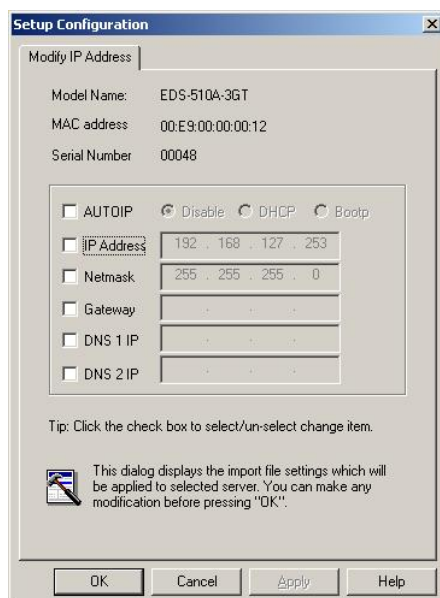 Setup Configuration
Modify IP Address
Model Name: EDS-510A-3GT
MAC address 00:E9:00:00:00:12
Serial Number 00048
AUTOIP Disable DHCP Bootp
IP Address 192 . 168 . 127 . 253
Netmask 255 . 255 . 255 . 0
Gateway . . .
DNS 1 IP . . .
DNS 2 IP . . .
Tip: Click the check box to select/un-select change item.
This dialog displays the import file settings which will
be applied to selected server. You can make any
modification before pressing "OK".
OK Cancel Apply Help